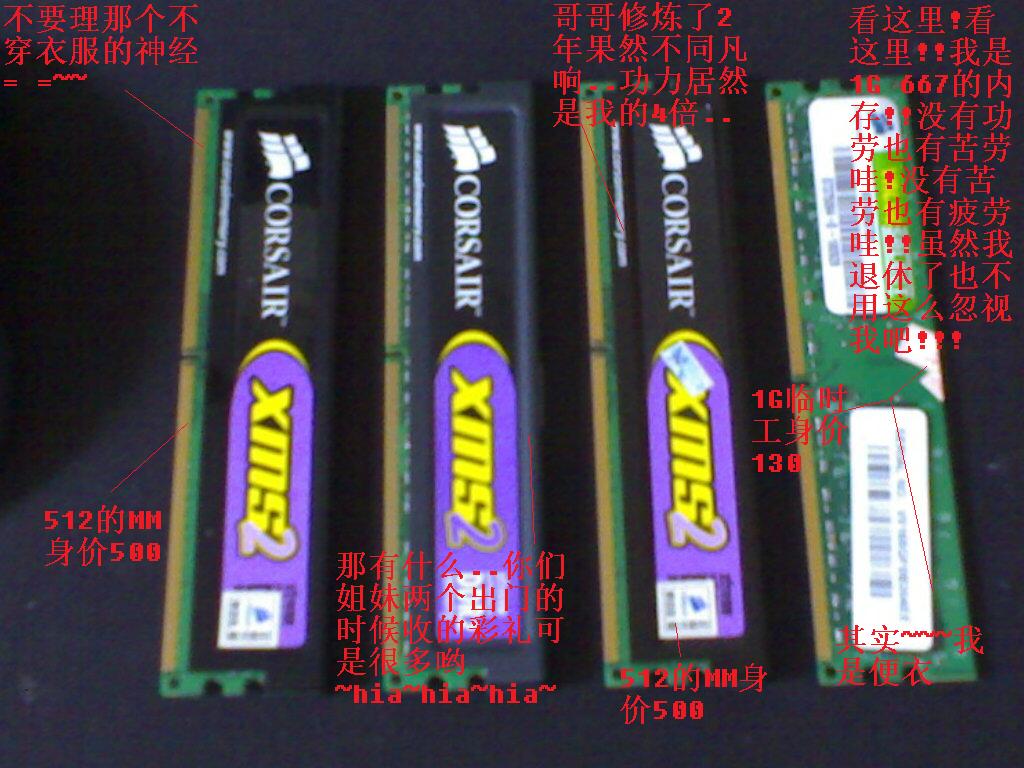 不要理那个不
穿衣服的神经
= =~~~
哥哥修炼了2
年果然不同凡
响..功力居然
是我的4倍..
看这里!看
这里!!我是
1G 667的内
存!!没有功
劳也有苦劳
哇!没有苦
劳也有疲劳
哇!!虽然我
退休了也不
用这么忽视
我吧!!!
1G临时
工身价
130
512的MM
身价500
那有什么..你们
姐妹两个出门的
时候收的彩礼可
是很多哟
~hia~hia~hia~
512的MM身
价500
其实~~~~我
是便衣
CORSAIR™
XMS2
CORSAIR™
XMS2
CORSAIR™
XMS2